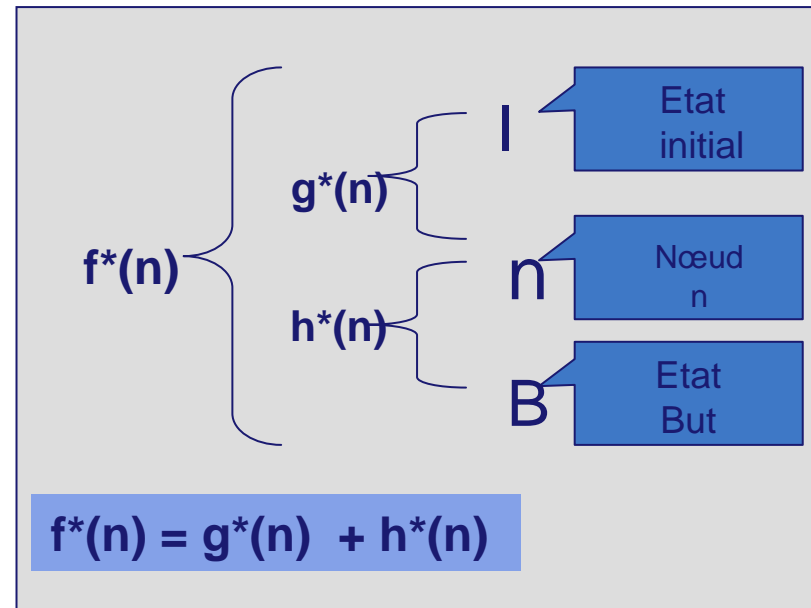 I
Etat
initial
g*(n)
f*(n)
n
Nœud
n
h*(n)
B
Etat
But
f*(n) = g*(n) + h*(n)